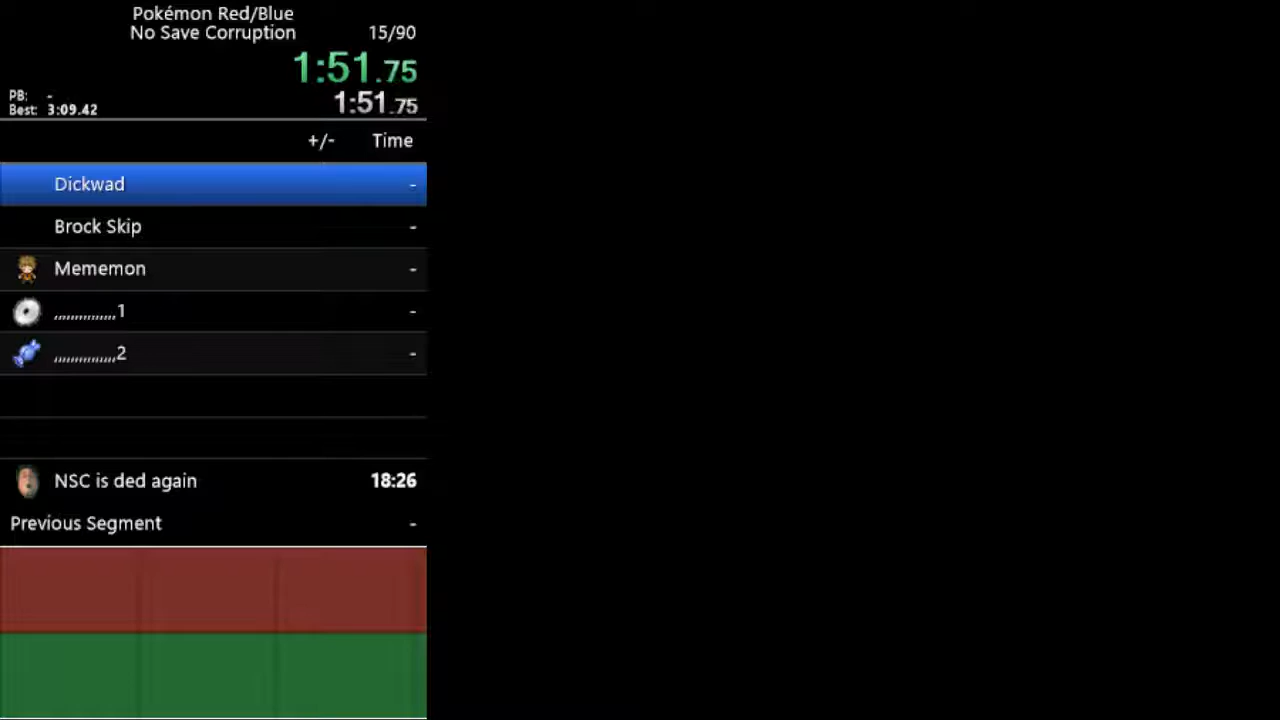 Pokémon Red/Blue
No Save Corruption 15/90
1:51.75
PB: -
1:51.75
Best: 3:09.42
+/- Time
Dickwad -
Brock Skip -
Mememon -
,,,,,,,,,,,,,,,1 -
,,,,,,,,,,,,,,,2 -
NSC is ded again 18:26
Previous Segment -